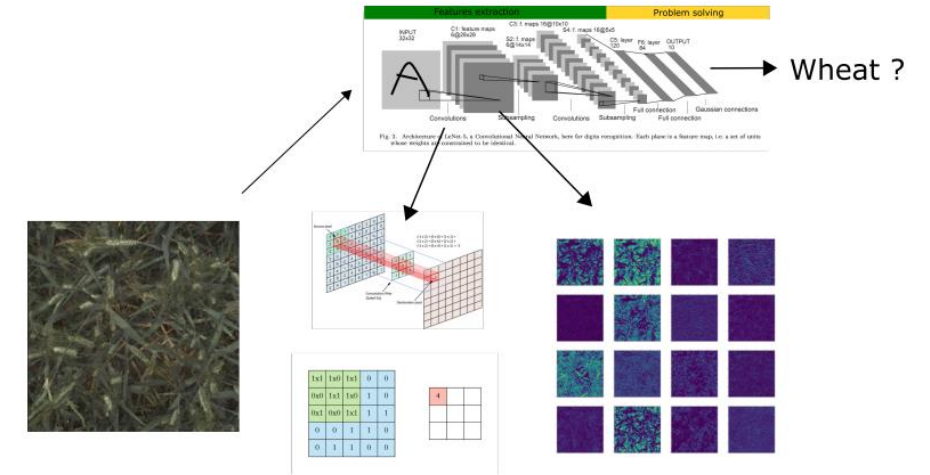 Features extraction
Problem solving
INPUT
32x32
C1: feature maps
6@28x28
S2: f. maps
6@14x14
C3: f. maps 16@10x10
S4: f. maps 16@5x5
C5: layer
120
F6: layer
84
OUTPUT
10
Convolutions
Subsampling
Convolutions
Subsampling
Full connection
Full connection
Gaussian connections
Wheat ?
Fig. 2. Architecture of LeNet-5, a Convolutional Neural Network, here for digits recognition. Each plane is a feature map, i.e. a set of units
whose weights are constrained to be identical.
1x1 1x0 1x1 0 0
0x0 1x1 1x0 1 0
0x1 0x0 1x1 1 1
0 0 1 1 0
0 1 1 0 0
4